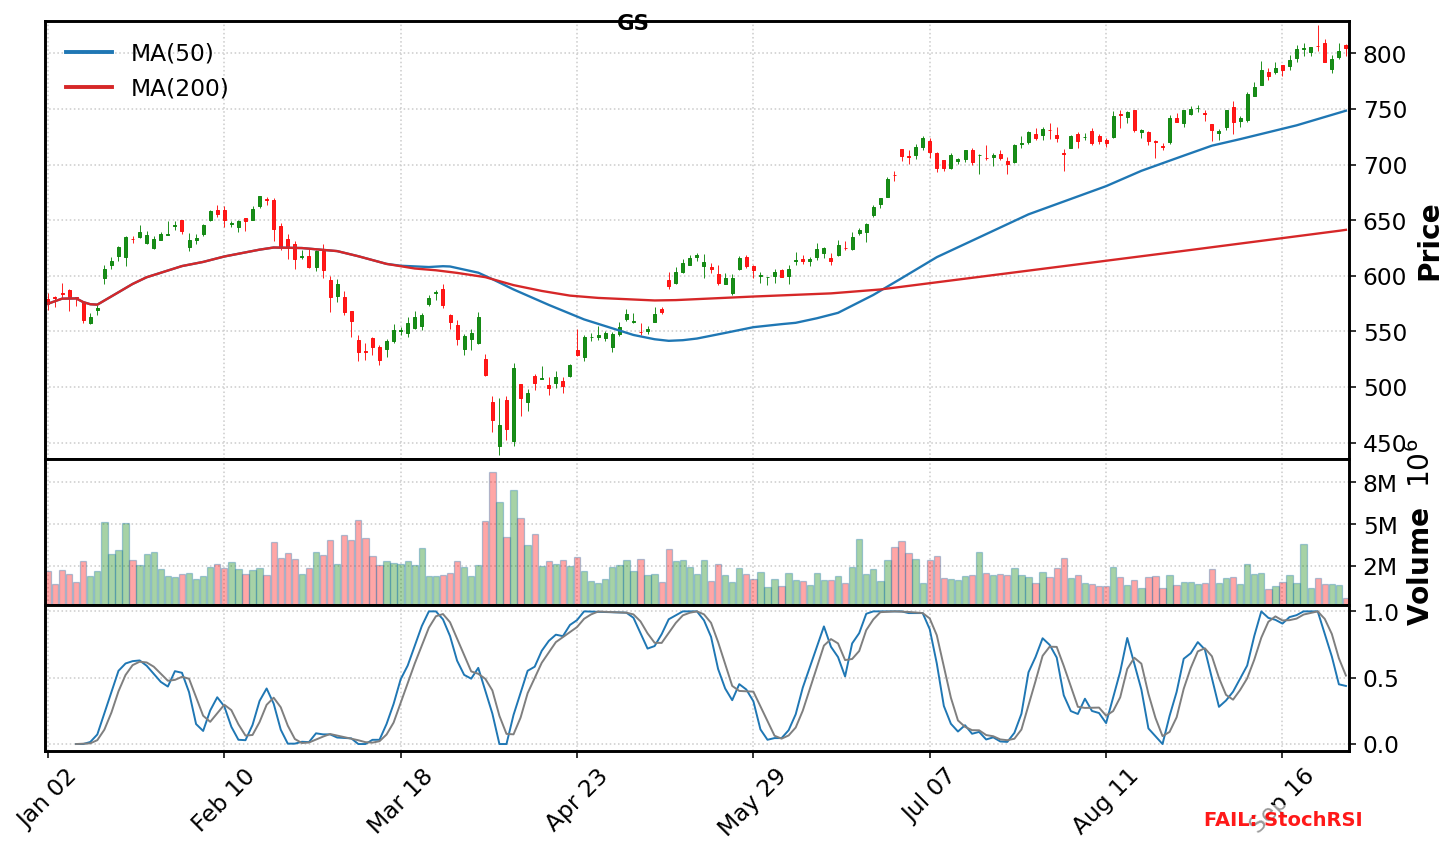 GS
MA(50)
MA(200)
800
750
700
650
600
550
500
450
Price
10⁶
8M
5M
2M
Volume
1.0
0.5
0.0
Jan 02
Feb 10
Mar 18
Apr 23
May 29
Jul 07
Aug 11
Sep 16
FAIL: StochRSI